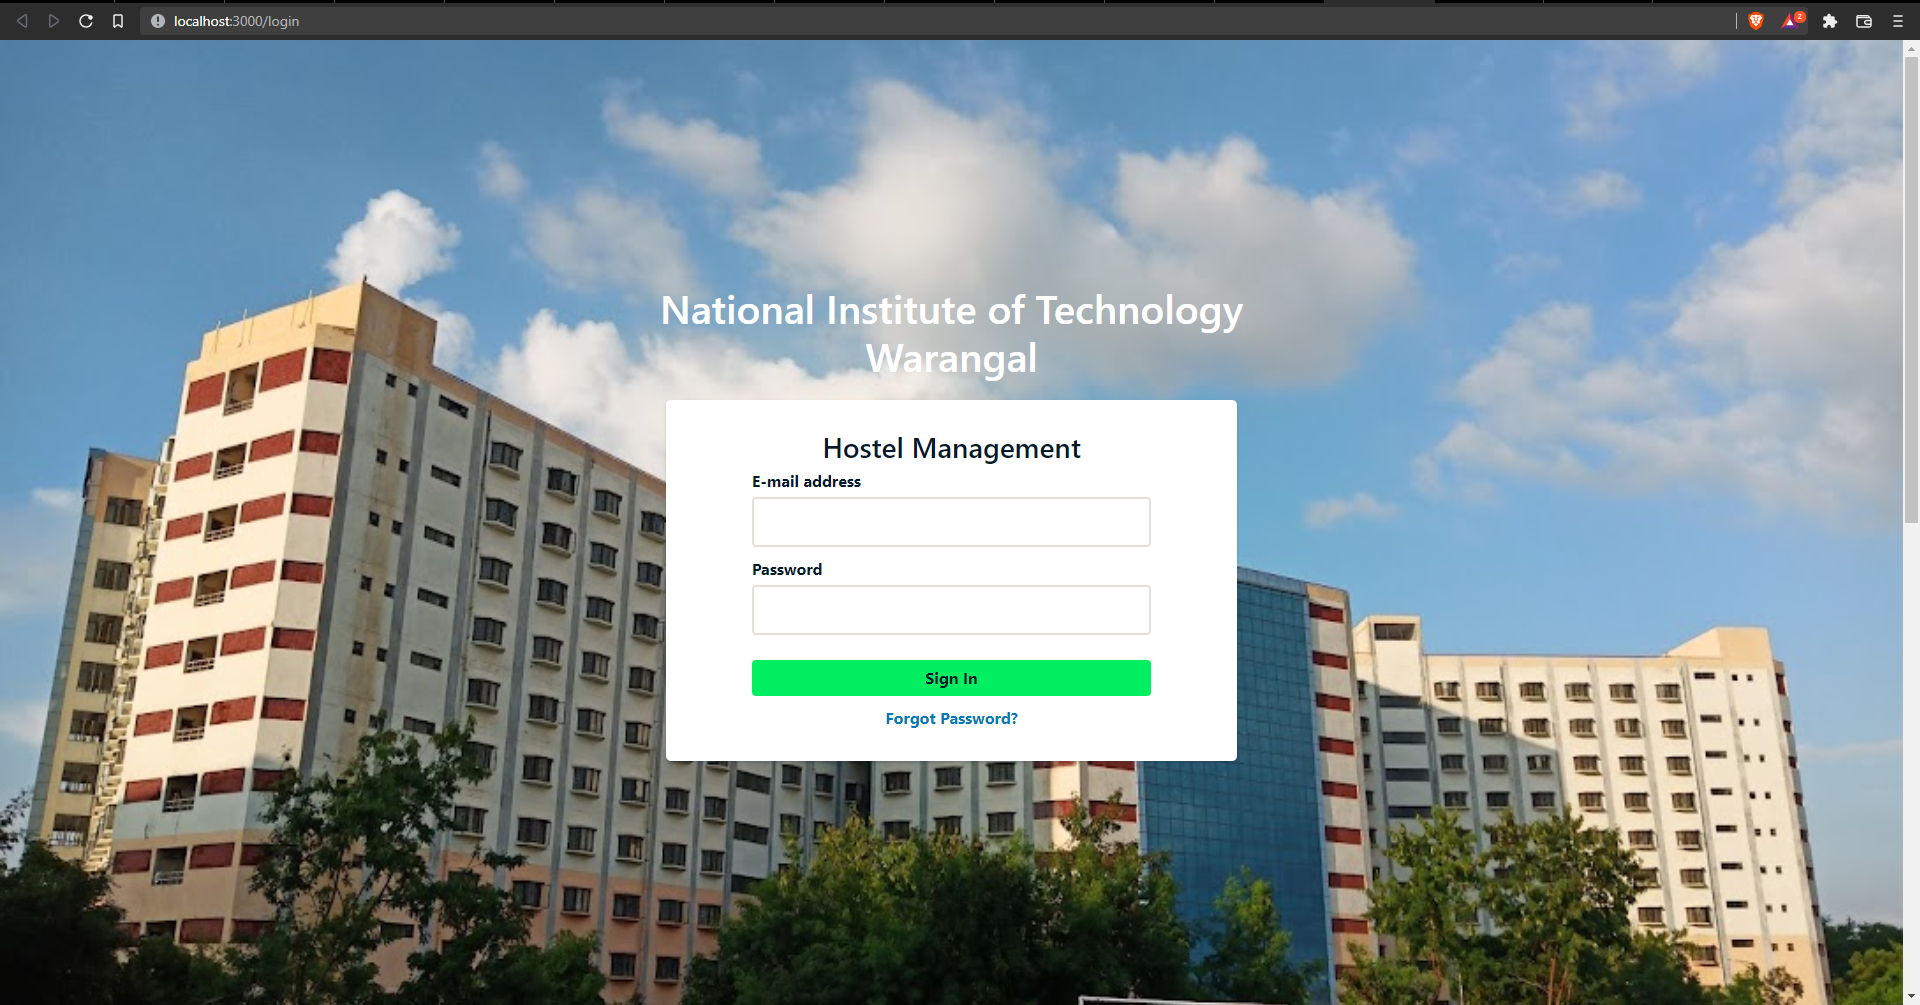 localhost:3000/login
2
National Institute of Technology
Warangal
Hostel Management
E-mail address
Password
Sign In
Forgot Password?